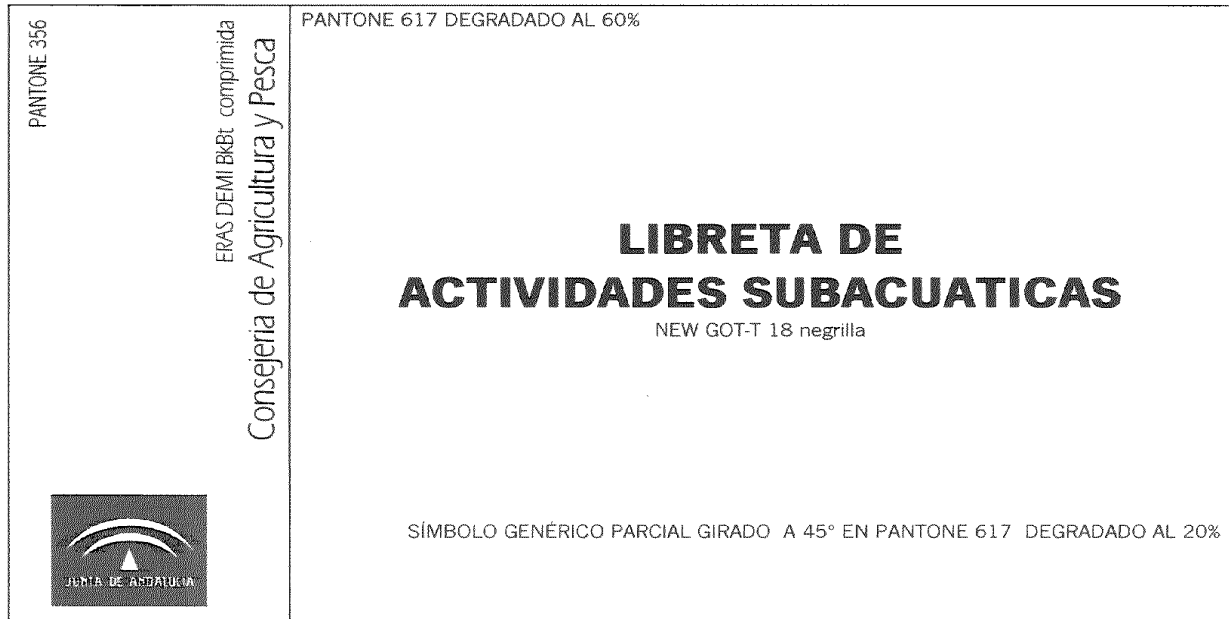 PANTONE 356
ERAS DEMI BkBt comprimida
Consejeria de Agricultura y Pesca
JUNTA DE ANDALUCIA
PANTONE 617 DEGRADADO AL 60%
LIBRETA DE
ACTIVIDADES SUBACUATICAS
NEW GOT-T 18 negrilla
SÍMBOLO GENÉRICO PARCIAL GIRADO A 45° EN PANTONE 617 DEGRADADO AL 20%